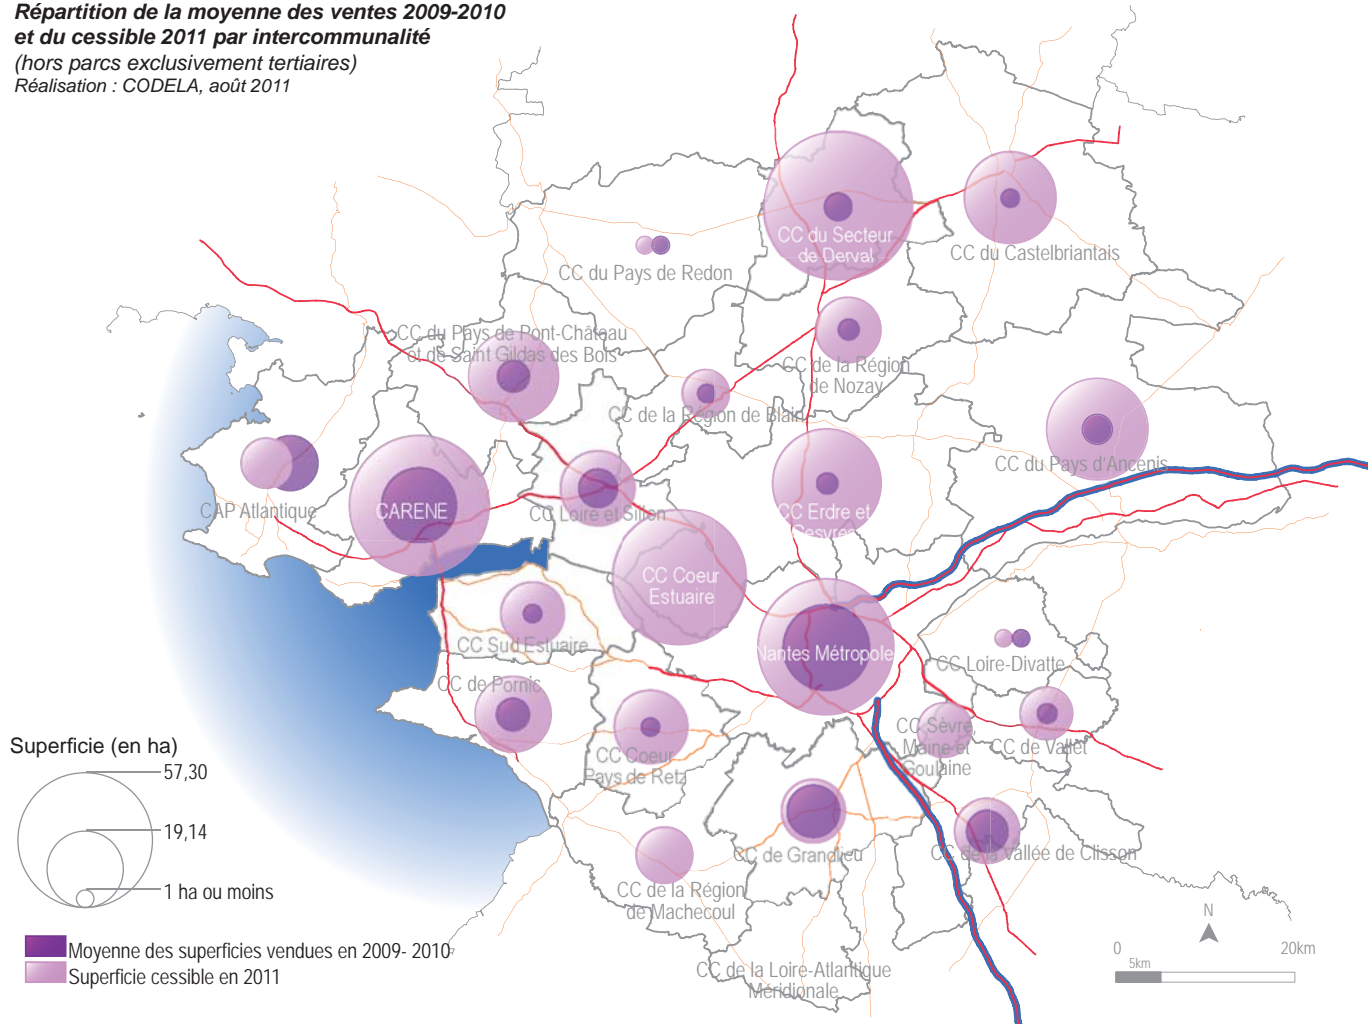 Répartition de la moyenne des ventes 2009-2010
et du cessible 2011 par intercommunalité
(hors parcs exclusivement tertiaires)
Réalisation : CODELA, août 2011
CC du Secteur
de Derval
CC du Castelbriantais
CC du Pays de Redon
CC du Pays de Pont-Château
et de Saint Gildas des Bois
CC de la Région
de Nozay
CC de la Région de Blain
CC du Pays d'Ancenis
CAP Atlantique
CARENE
CC Loire et Sillon
CC Erdre et
Gesvres
CC Coeur
Estuaire
CC Sud Estuaire
Nantes Métropole
CC Loire-Divatte
CC de Pornic
CC Sèvre,
Maine et
Goulaine
CC de Vallet
CC Coeur
Pays de Retz
CC de Grandlieu
CC de la Vallée de Clisson
CC de la Région
de Machecoul
CC de la Loire-Atlantique
Méridionale
Superficie (en ha)
57,30
19,14
1 ha ou moins
Moyenne des superficies vendues en 2009- 2010
Superficie cessible en 2011
N
0
20km
5km